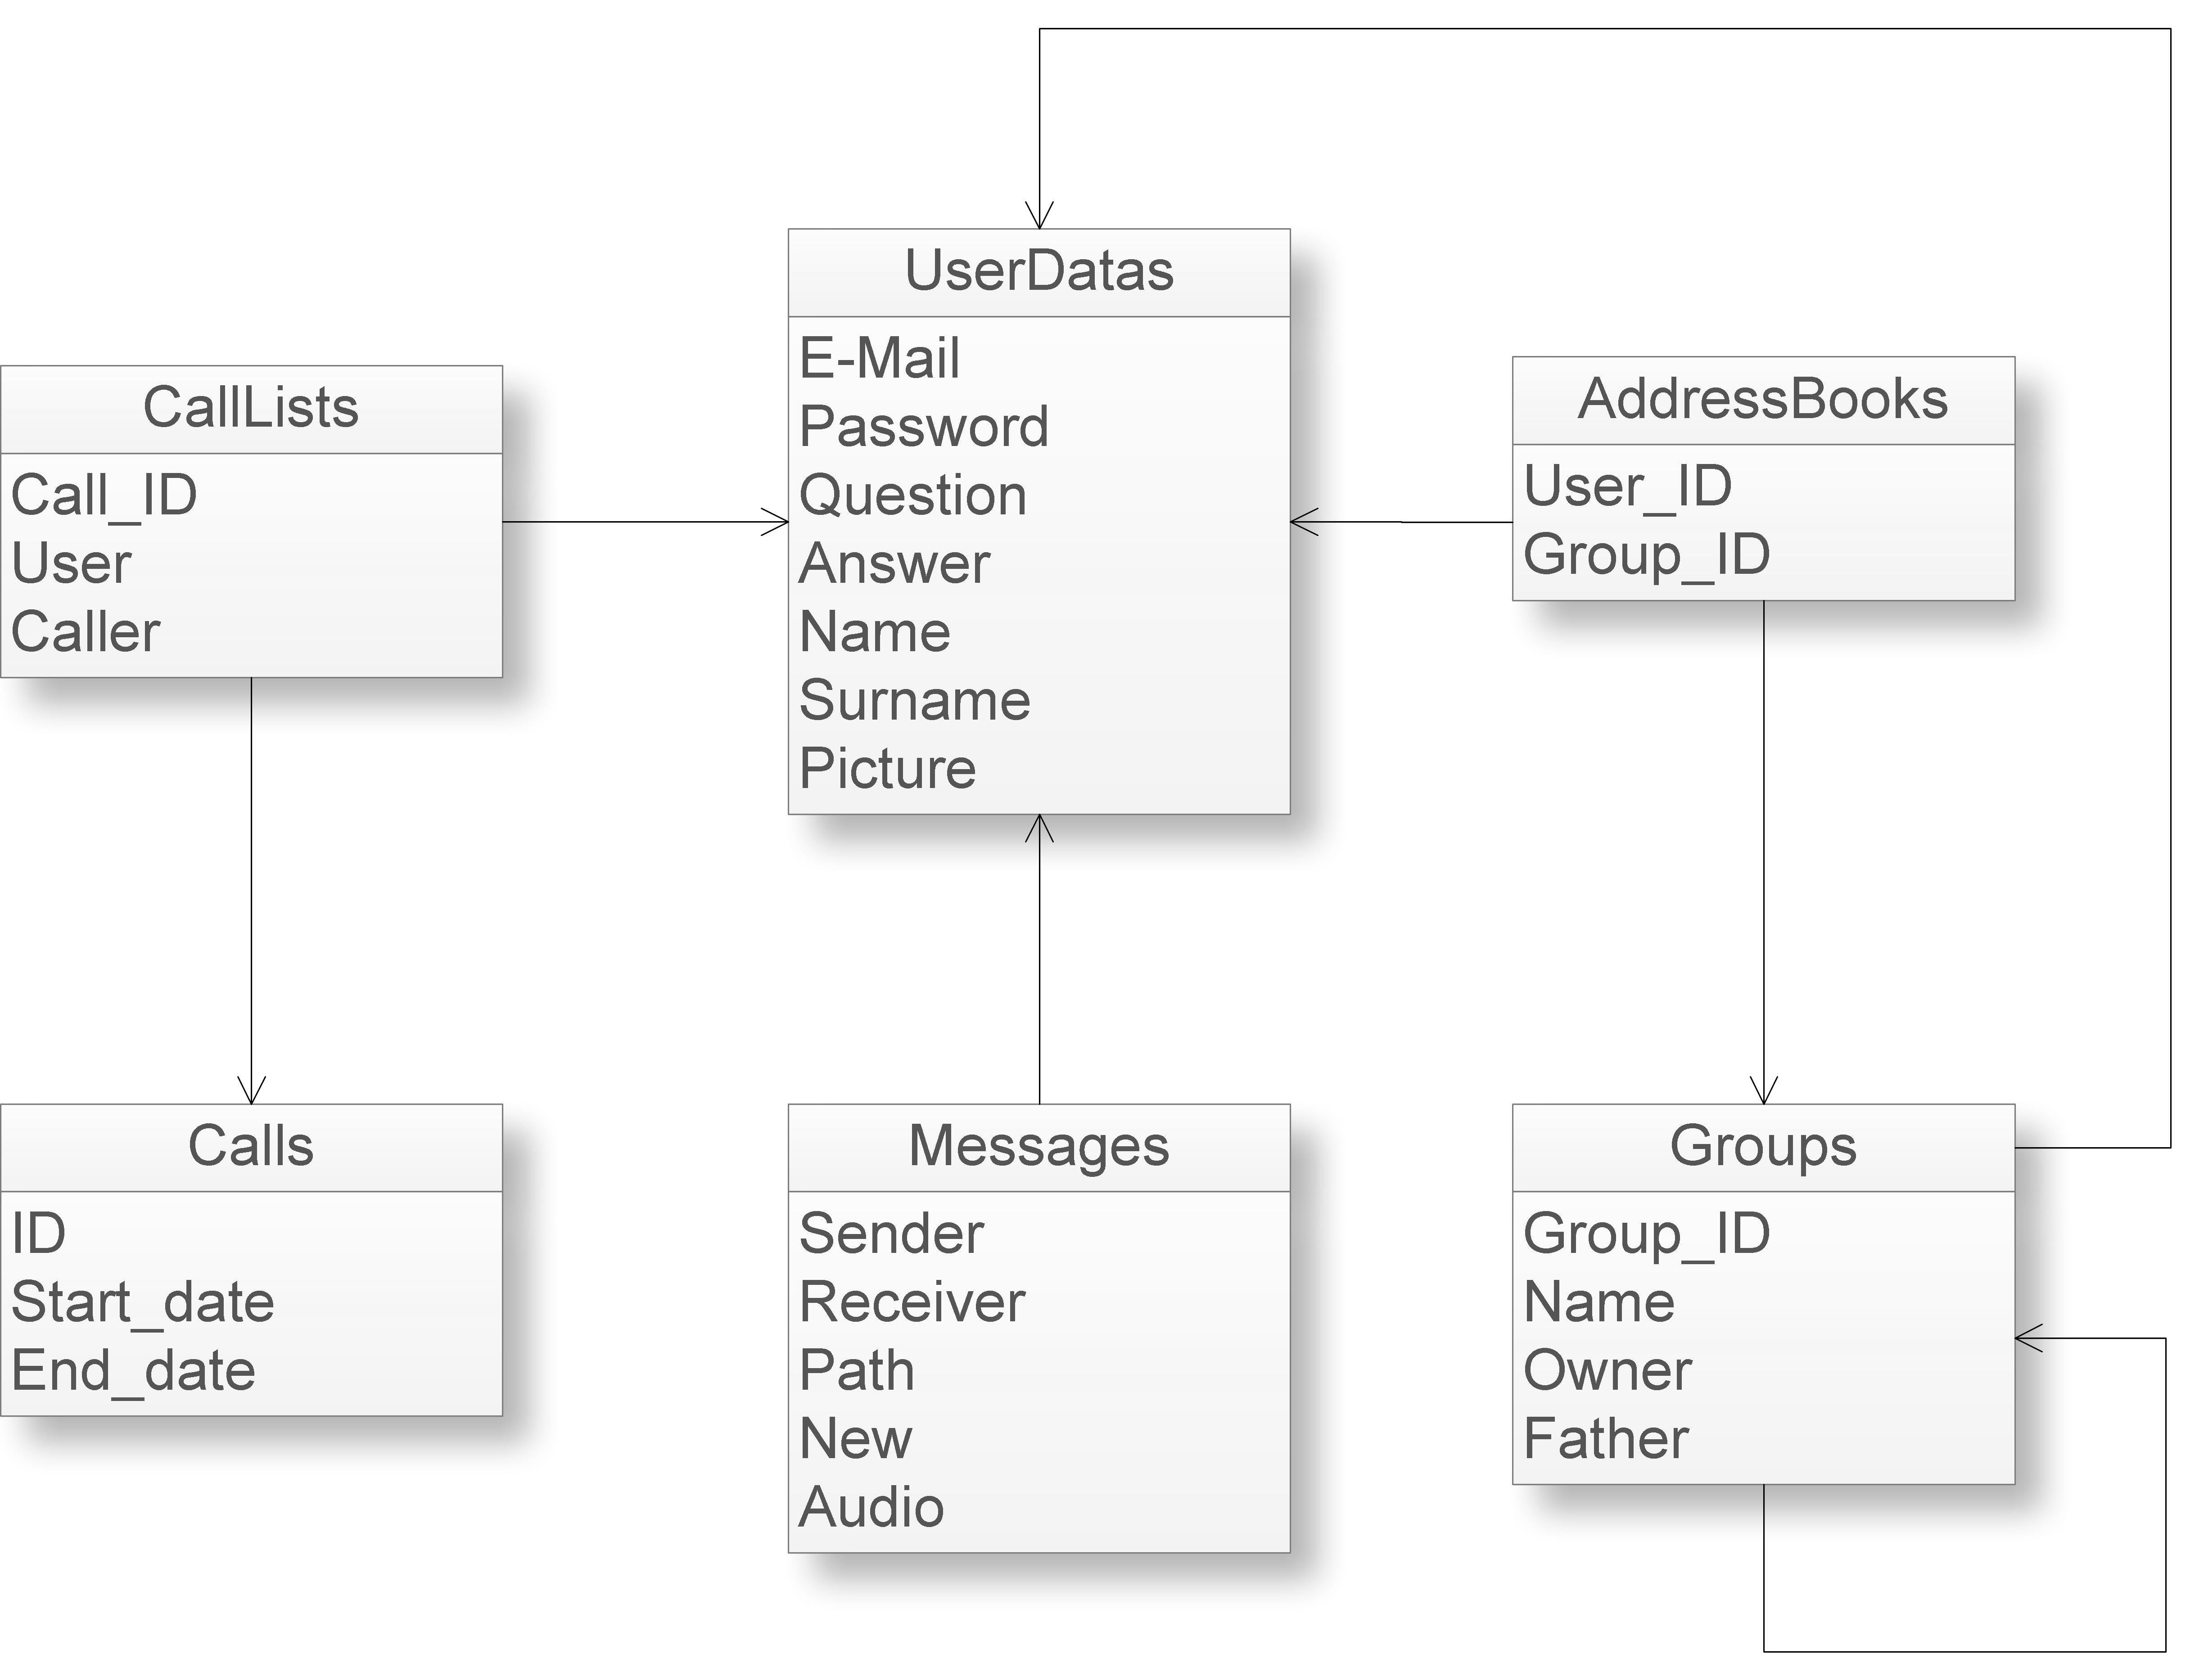 UserDatas
E-Mail
Password
Question
Answer
Name
Surname
Picture
CallLists
Call_ID
User
Caller
AddressBooks
User_ID
Group_ID
Calls
ID
Start_date
End_date
Messages
Sender
Receiver
Path
New
Audio
Groups
Group_ID
Name
Owner
Father